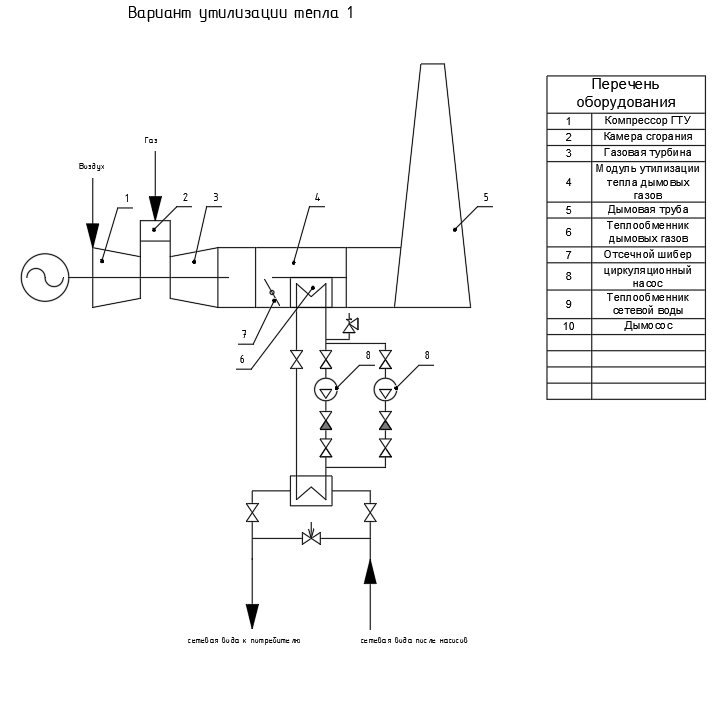 Вариант утилизации тепла 1
Газ
Воздух
1
2
3
4
5
7
6
8
8
сетевая вода к потребителю
сетевая вода после насосов
Перечень
оборудования
1 Компрессор ГТУ
2 Камера сгорания
3 Газовая турбина
4 Модуль утилизации
тепла дымовых
газов
5 Дымовая труба
6 Теплообменник
дымовых газов
7 Отсечной шибер
8 циркуляционный
насос
9 Теплообменник
сетевой воды
10 Дымосос